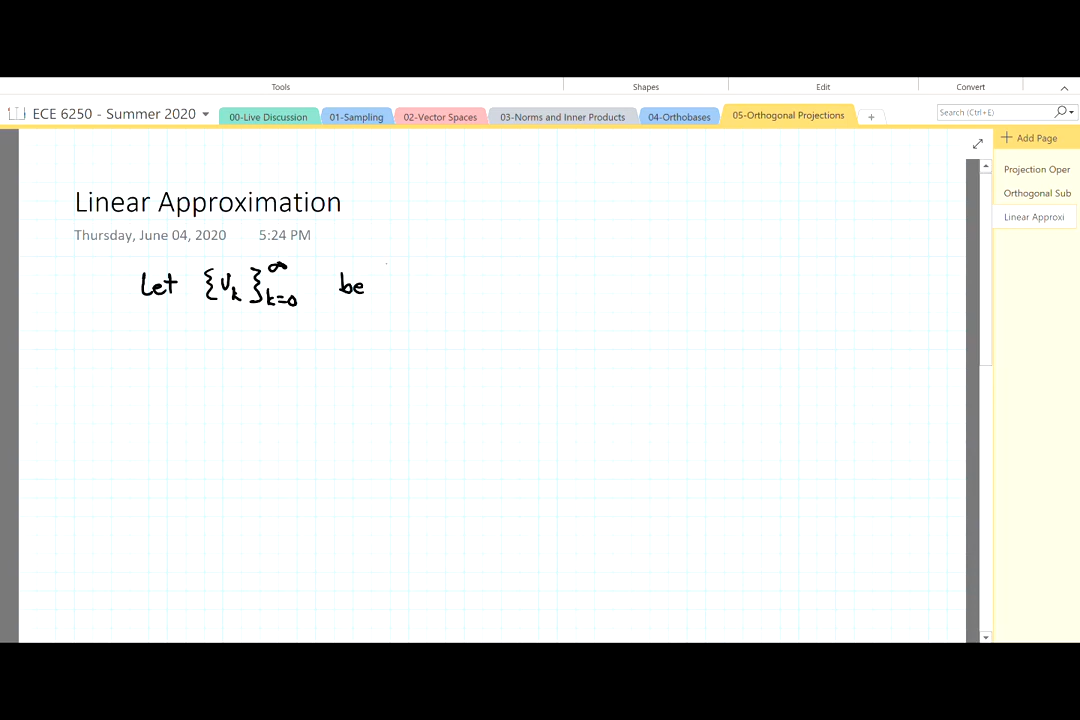 Tools Shapes Edit Convert
ECE 6250 - Summer 2020 00-Live Discussion 01-Sampling 02-Vector Spaces 03-Norms and Inner Products 04-Orthobases 05-Orthogonal Projections + Search (Ctrl+E)
Add Page
Projection Oper
Orthogonal Sub
Linear Approxi
Linear Approximation
Thursday, June 04, 2020 5:24 PM
Let {v_k}_{k=0}^∞ be